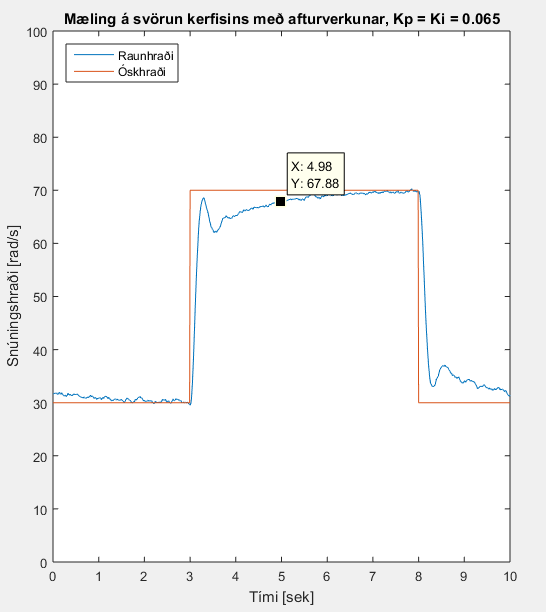 Mæling á svörun kerfisins með afturverkunar, Kp = Ki = 0.065
100
90
80
70
60
50
40
30
20
10
0
Snúningshraði [rad/s]
Raunhraði
Óskhraði
X: 4.98
Y: 67.88
0 1 2 3 4 5 6 7 8 9 10
Tími [sek]